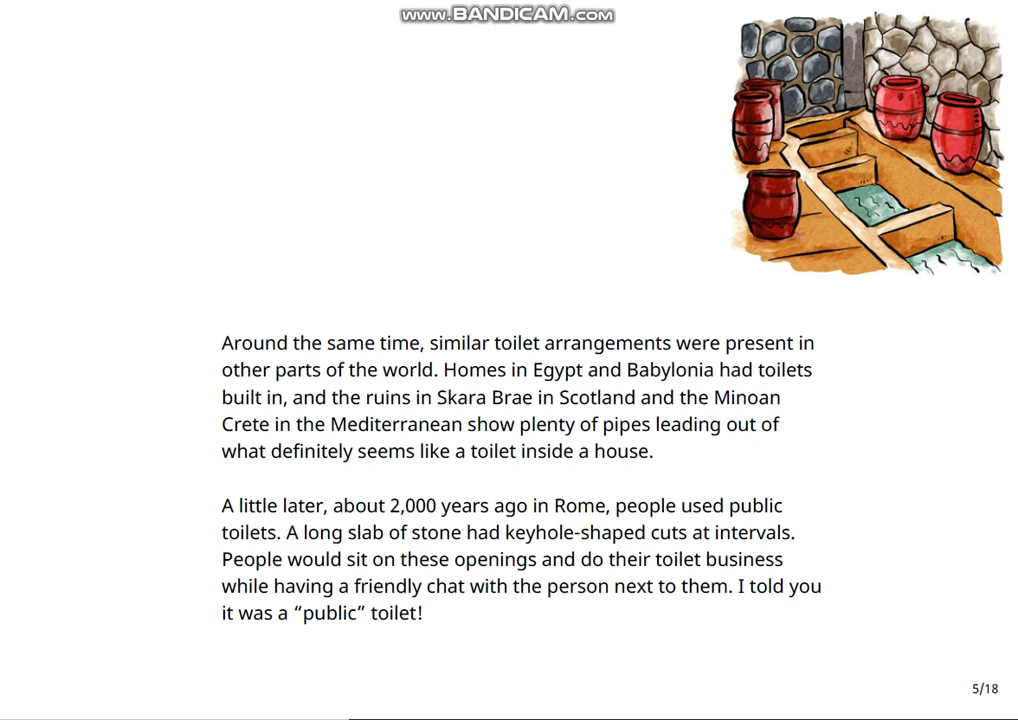 www.BANDICAM.com
Around the same time, similar toilet arrangements were present in
other parts of the world. Homes in Egypt and Babylonia had toilets
built in, and the ruins in Skara Brae in Scotland and the Minoan
Crete in the Mediterranean show plenty of pipes leading out of
what definitely seems like a toilet inside a house.
A little later, about 2,000 years ago in Rome, people used public
toilets. A long slab of stone had keyhole-shaped cuts at intervals.
People would sit on these openings and do their toilet business
while having a friendly chat with the person next to them. I told you
it was a “public” toilet!
5/18